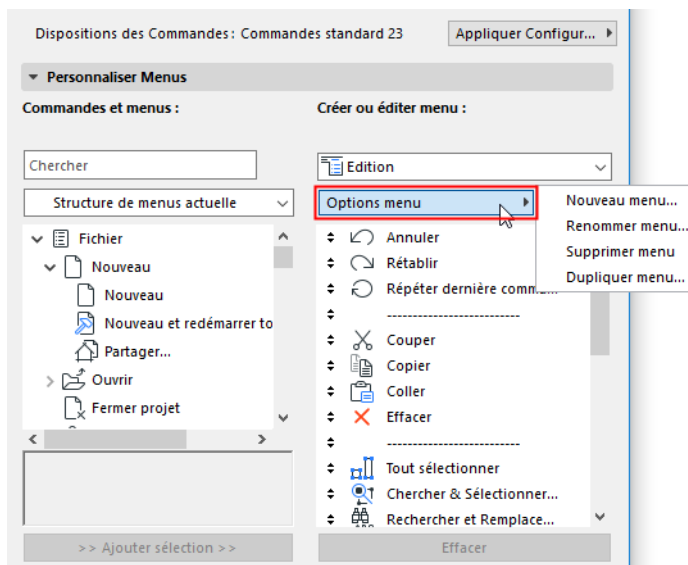 Dispositions des Commandes : Commandes standard 23
Appliquer Configur...
Personnaliser Menus
Commandes et menus :
Créer ou éditer menu :
Chercher
Edition
Structure de menus actuelle
Options menu
Nouveau menu...
Renommer menu...
Supprimer menu
Dupliquer menu...
Fichier
Nouveau
Nouveau
Nouveau et redémarrer to
Partager...
Ouvrir
Fermer projet
Annuler
Rétablir
Répéter dernière comm...
--------------------------
Couper
Copier
Coller
Effacer
--------------------------
Tout sélectionner
Chercher & Sélectionner...
Rechercher et Remplace...
>> Ajouter sélection >>
Effacer